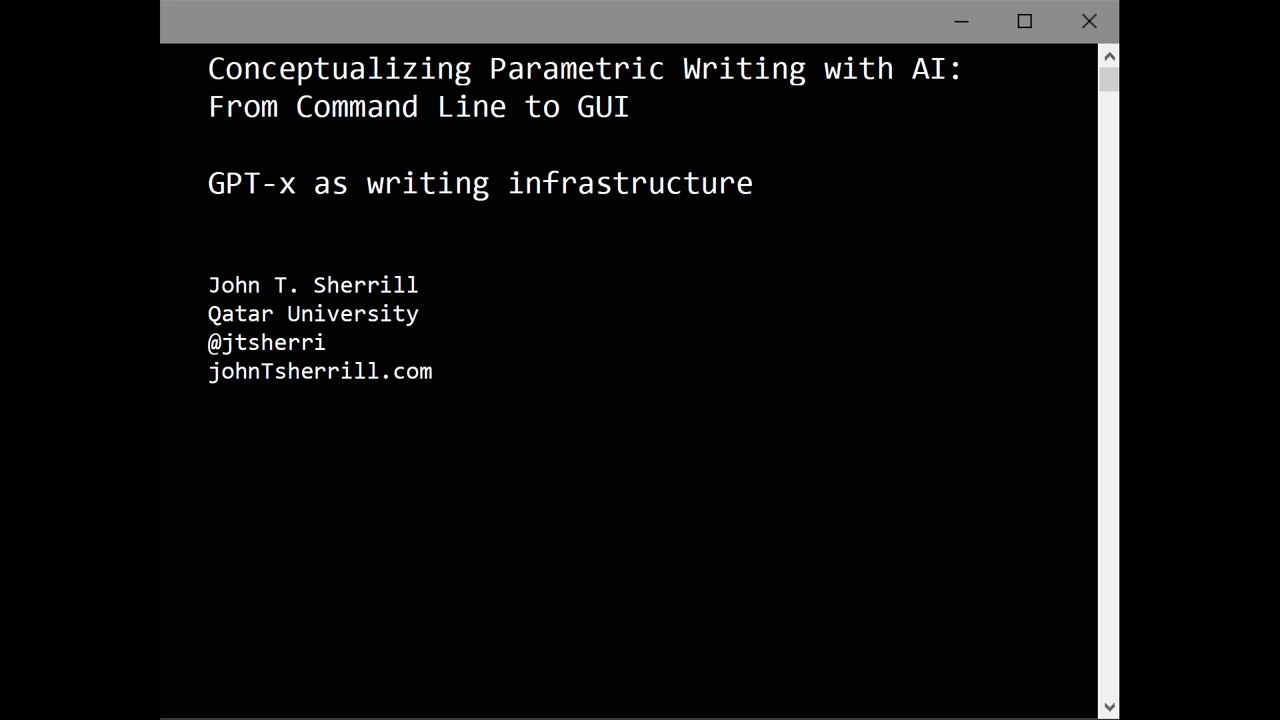 Conceptualizing Parametric Writing with AI:
From Command Line to GUI
GPT-x as writing infrastructure
John T. Sherrill
Qatar University
@jtsherri
johnTsherrill.com